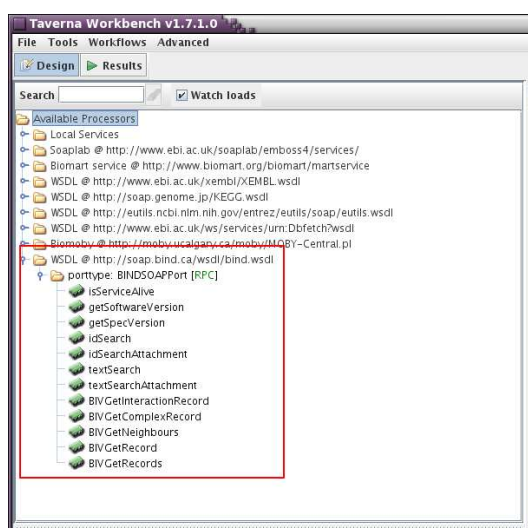 Taverna Workbench v1.7.1.0
File Tools Workflows Advanced
Design Results
Search Watch loads
Available Processors
Local Services
Soaplab @ http://www.ebi.ac.uk/soaplab/emboss4/services/
Biomart service @ http://www.biomart.org/biomart/martservice
WSDL @ http://www.ebi.ac.uk/xembl/XEMBL.wsdl
WSDL @ http://soap.genome.jp/KEGG.wsdl
WSDL @ http://eutils.ncbi.nlm.nih.gov/entrez/eutils/soap/eutils.wsdl
WSDL @ http://www.ebi.ac.uk/ws/services/urn:Dbfetch?wsdl
Biomoby @ http://moby.ucalgary.ca/moby/MOBY-Central.pl
WSDL @ http://soap.bind.ca/wsdl/bind.wsdl
porttype: BINDSOAPPort [RPC]
isServiceAlive
getSoftwareVersion
getSpecVersion
idSearch
idSearchAttachment
textSearch
textSearchAttachment
BIVGetInteractionRecord
BIVGetComplexRecord
BIVGetNeighbours
BIVGetRecord
BIVGetRecords